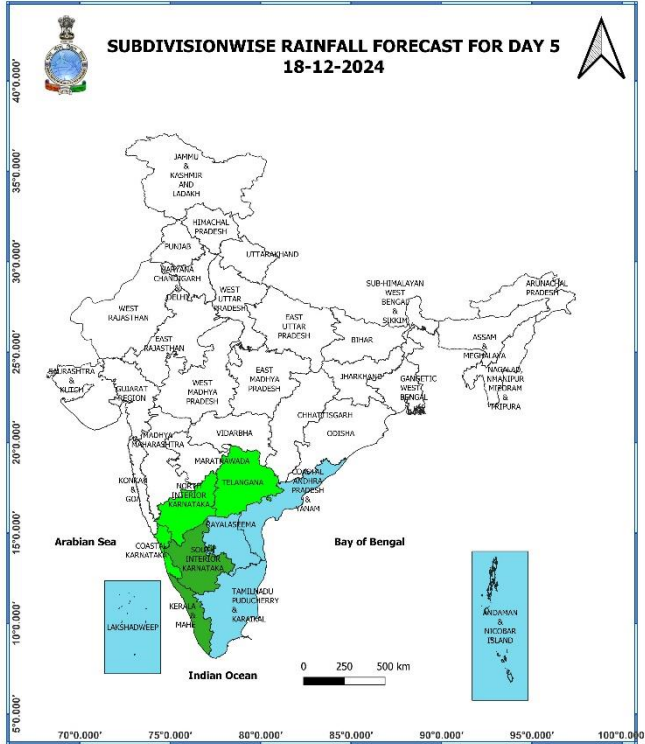 SUBDIVISIONWISE RAINFALL FORECAST FOR DAY 5
18-12-2024
40°0.000'
35°0.000'
30°0.000'
25°0.000'
20°0.000'
15°0.000'
10°0.000'
5°0.000'
JAMMU
&
KASHMIR
AND
LADAKH
HIMACHAL
PRADESH
PUNJAB
UTTARAKHAND
HARYANA
CHANDIGARH
&
DELHI
WEST
UTTAR
PRADESH
SUB-HIMALAYAN
WEST
BENGAL
&
SIKKIM
ARUNACHAL
PRADESH
WEST
RAJASTHAN
EAST
RAJASTHAN
EAST
UTTAR
PRADESH
BIHAR
ASSAM
&
MEGHALAYA
NAGALAD
NMANIPUR
MIZORAM
&
TRIPURA
SAURASHTRA
&
KUTCH
GUJARAT
REGION
WEST
MADHYA
PRADESH
EAST
MADHYA
PRADESH
JHARKHAND
GANGETIC
WEST
BENGAL
CHHATTISGARH
ODISHA
MADHYA
MAHARASHTRA
VIDARBHA
MARATHAWADA
KONKAN
&
GOA
NORTH
INTERIOR
KARNATAKA
TELANGANA
COASTAL
ANDHRA
PRADESH
&
YANAM
RAYALASEEMA
Arabian Sea
Bay of Bengal
COASTAL
KARNATAKA
SOUTH
INTERIOR
KARNATAKA
KERALA
&
MAHE
TAMILNADU
PUDUCHERRY
&
KARAIKAL
LAKSHADWEEP
ANDAMAN
&
NICOBAR
ISLAND
Indian Ocean
0 250 500 km
70°0.000' 75°0.000' 80°0.000' 85°0.000' 90°0.000' 95°0.000' 100°0.000'